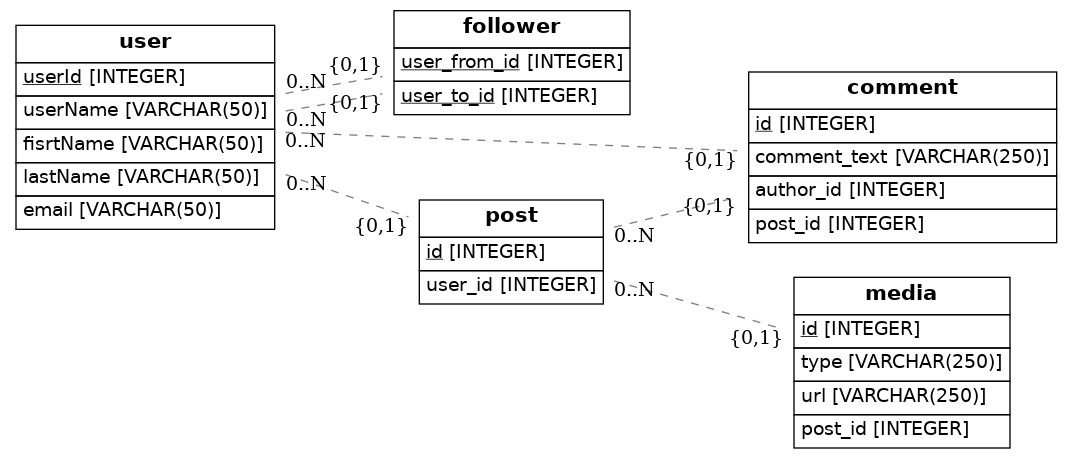 user
userId [INTEGER]
userName [VARCHAR(50)]
fisrtName [VARCHAR(50)]
lastName [VARCHAR(50)]
email [VARCHAR(50)]
0..N
{0,1}
0..N
{0,1}
0..N
{0,1}
0..N
{0,1}
follower
user_from_id [INTEGER]
user_to_id [INTEGER]
post
id [INTEGER]
user_id [INTEGER]
0..N
{0,1}
0..N
{0,1}
comment
id [INTEGER]
comment_text [VARCHAR(250)]
author_id [INTEGER]
post_id [INTEGER]
media
id [INTEGER]
type [VARCHAR(250)]
url [VARCHAR(250)]
post_id [INTEGER]